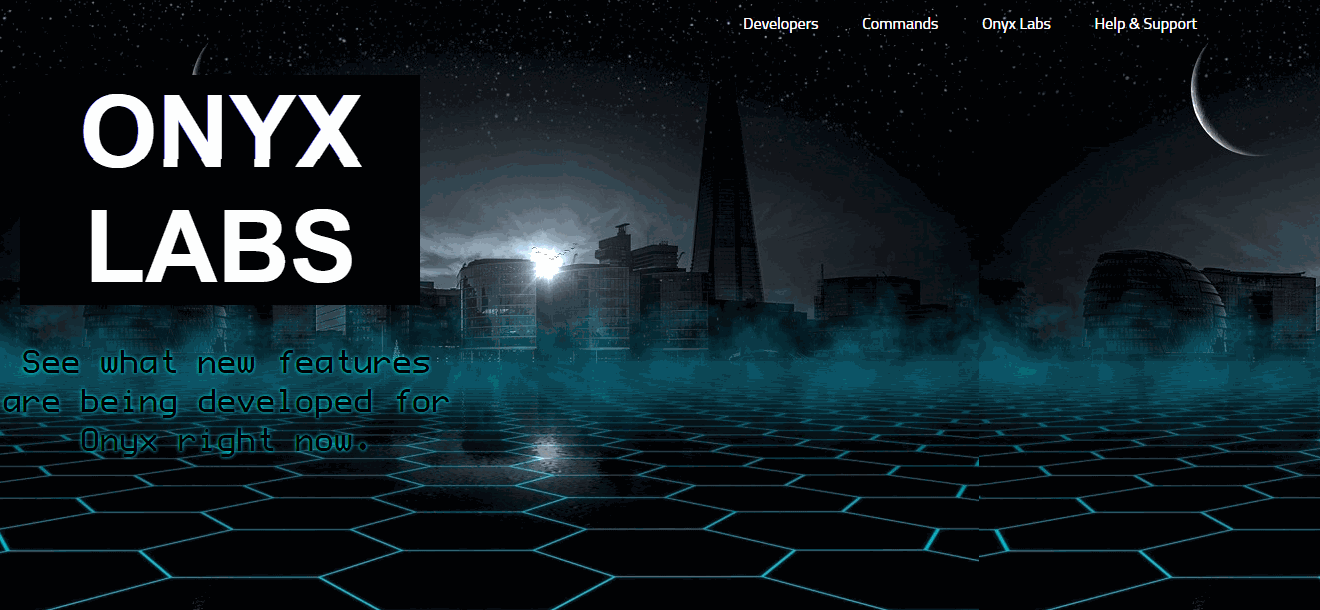 Developers Commands Onyx Labs Help & Support
ONYX
LABS
See what new features
are being developed for
Onyx right now.